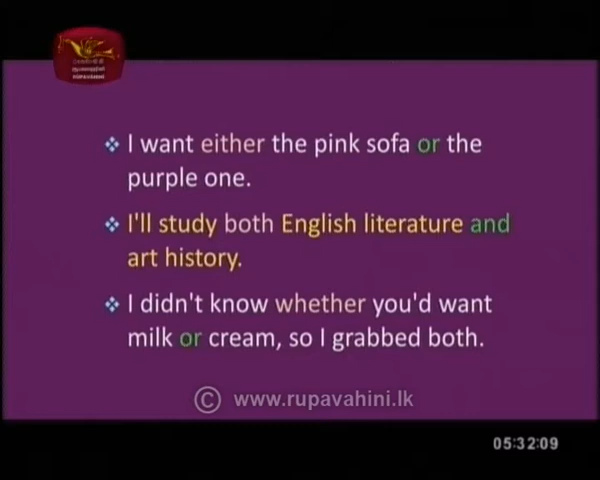 RUPAVAHINI
I want either the pink sofa or the
purple one.
I'll study both English literature and
art history.
I didn't know whether you'd want
milk or cream, so I grabbed both.
© www.rupavahini.lk
05:32:09